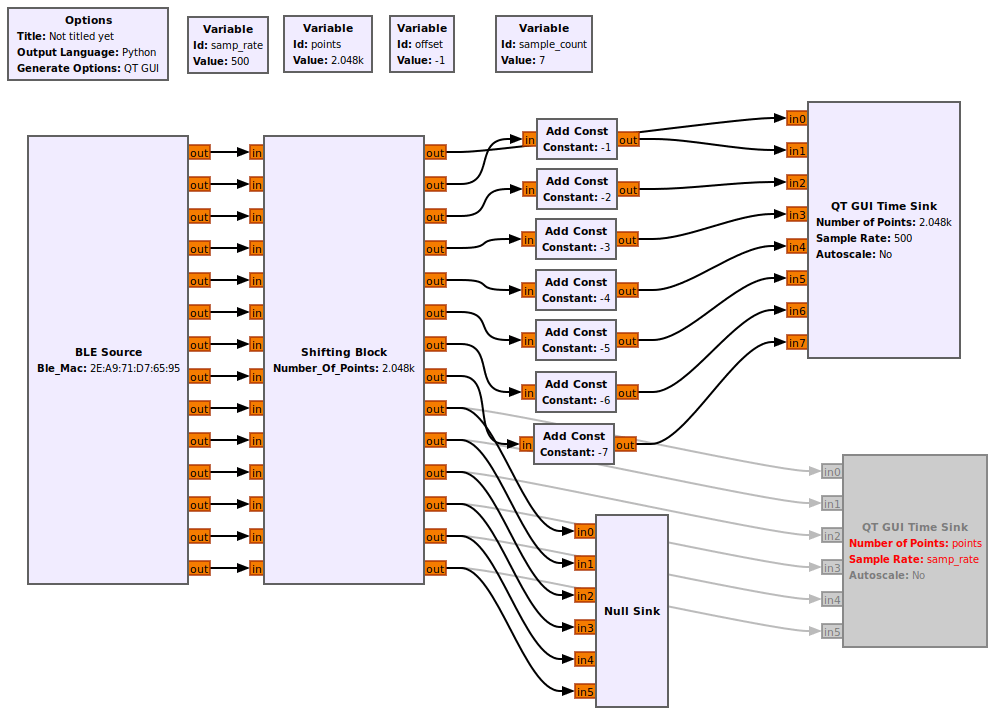 Options
Title: Not titled yet
Output Language: Python
Generate Options: QT GUI
Variable
Id: samp_rate
Value: 500
Variable
Id: points
Value: 2.048k
Variable
Id: offset
Value: -1
Variable
Id: sample_count
Value: 7
BLE Source
Ble_Mac: 2E:A9:71:D7:65:95
out
out
out
out
out
out
out
out
out
out
out
out
out
out
in
in
in
in
in
in
in
in
in
in
in
in
in
in
Shifting Block
Number_Of_Points: 2.048k
out
out
out
out
out
out
out
out
out
out
out
out
out
out
in
Add Const
Constant: -1
out
in
Add Const
Constant: -2
out
in
Add Const
Constant: -3
out
in
Add Const
Constant: -4
out
in
Add Const
Constant: -5
out
in
Add Const
Constant: -6
out
in
Add Const
Constant: -7
out
in0
in1
in2
in3
in4
in5
in6
in7
QT GUI Time Sink
Number of Points: 2.048k
Sample Rate: 500
Autoscale: No
in0
in1
in2
in3
in4
in5
Null Sink
in0
in1
in2
in3
in4
in5
QT GUI Time Sink
Number of Points: points
Sample Rate: samp_rate
Autoscale: No